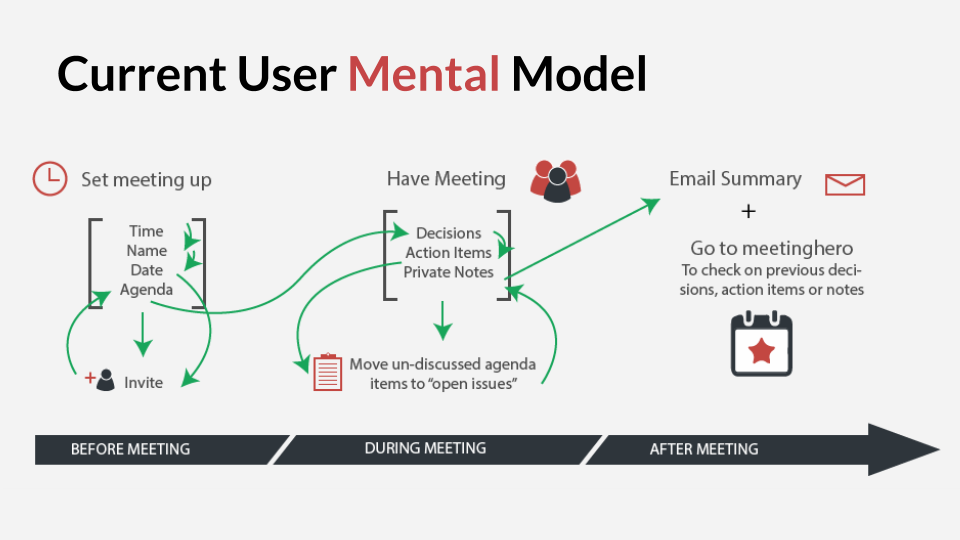 Current User Mental Model
Set meeting up
Time
Name
Date
Agenda
+
Invite
Have Meeting
Decisions
Action Items
Private Notes
Move un-discussed agenda
items to “open issues”
Email Summary
+
Go to meetinghero
To check on previous deci-
sions, action items or notes
BEFORE MEETING
DURING MEETING
AFTER MEETING